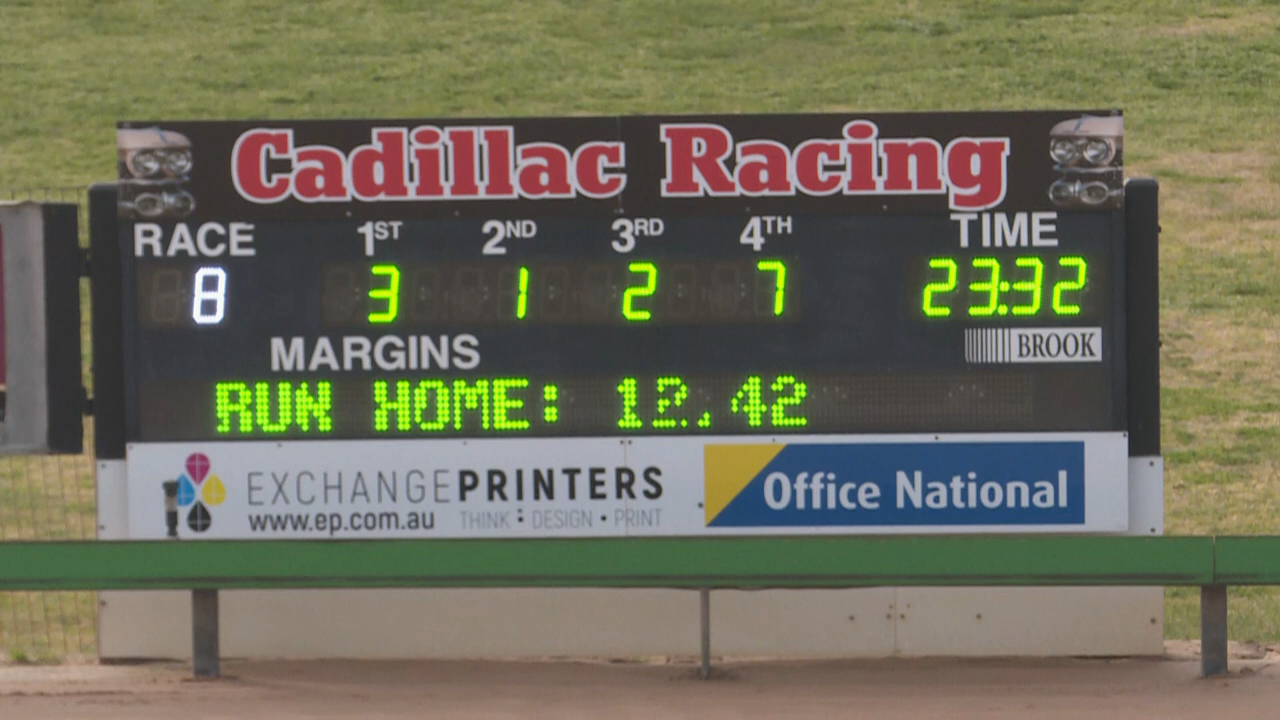 Cadillac Racing
RACE 1ST 2ND 3RD 4TH TIME
8 3 1 2 7 23:32
BROOK
MARGINS
RUN HOME: 12.42
EXCHANGEPRINTERS
www.ep.com.au THINK : DESIGN • PRINT
Office National